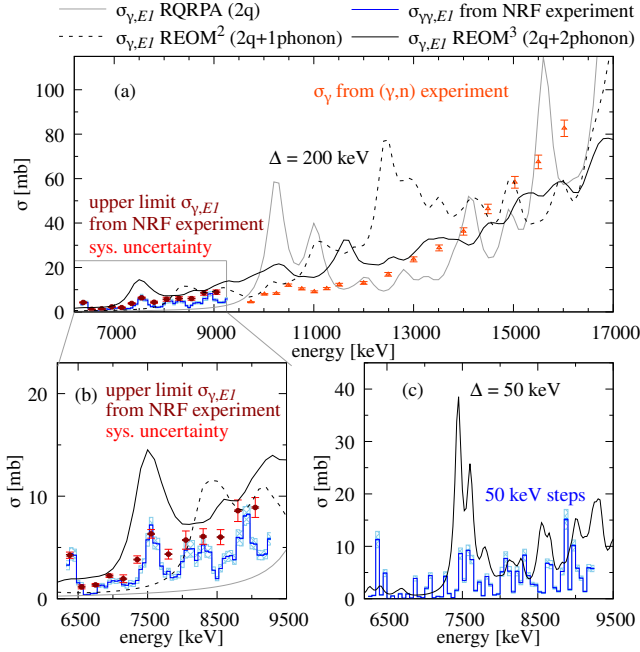 σγ,E1 RQRPA (2q)
σγγ,E1 from NRF experiment
σγ,E1 REOM² (2q+1phonon)
σγ,E1 REOM³ (2q+2phonon)
(a)
σγ from (γ,n) experiment
Δ = 200 keV
upper limit σγ,E1
from NRF experiment
sys. uncertainty
σ [mb]
100
80
60
40
20
0
7000 9000 11000 13000 15000 17000
energy [keV]
(b)
upper limit σγ,E1
from NRF experiment
sys. uncertainty
σ [mb]
20
10
0
6500 7500 8500 9500
energy [keV]
(c)
Δ = 50 keV
50 keV steps
σ [mb]
40
30
20
10
0
6500 7500 8500 9500
energy [keV]